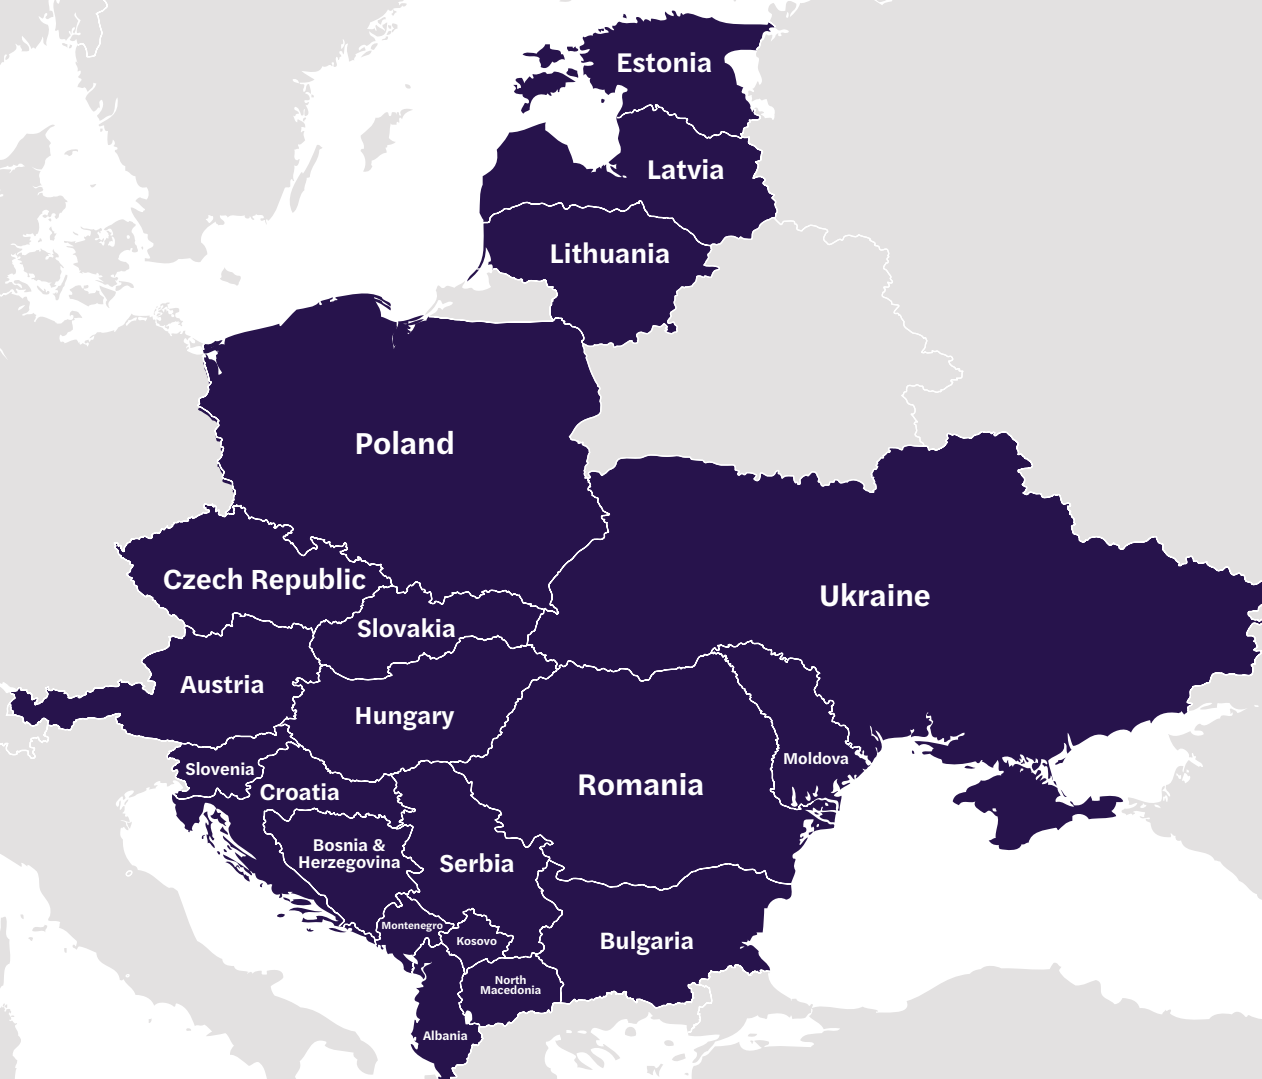 Estonia
Latvia
Lithuania
Poland
Czech Republic
Ukraine
Slovakia
Austria
Hungary
Slovenia
Croatia
Moldova
Romania
Bosnia &
Herzegovina
Serbia
Montenegro
Kosovo
Bulgaria
North
Macedonia
Albania